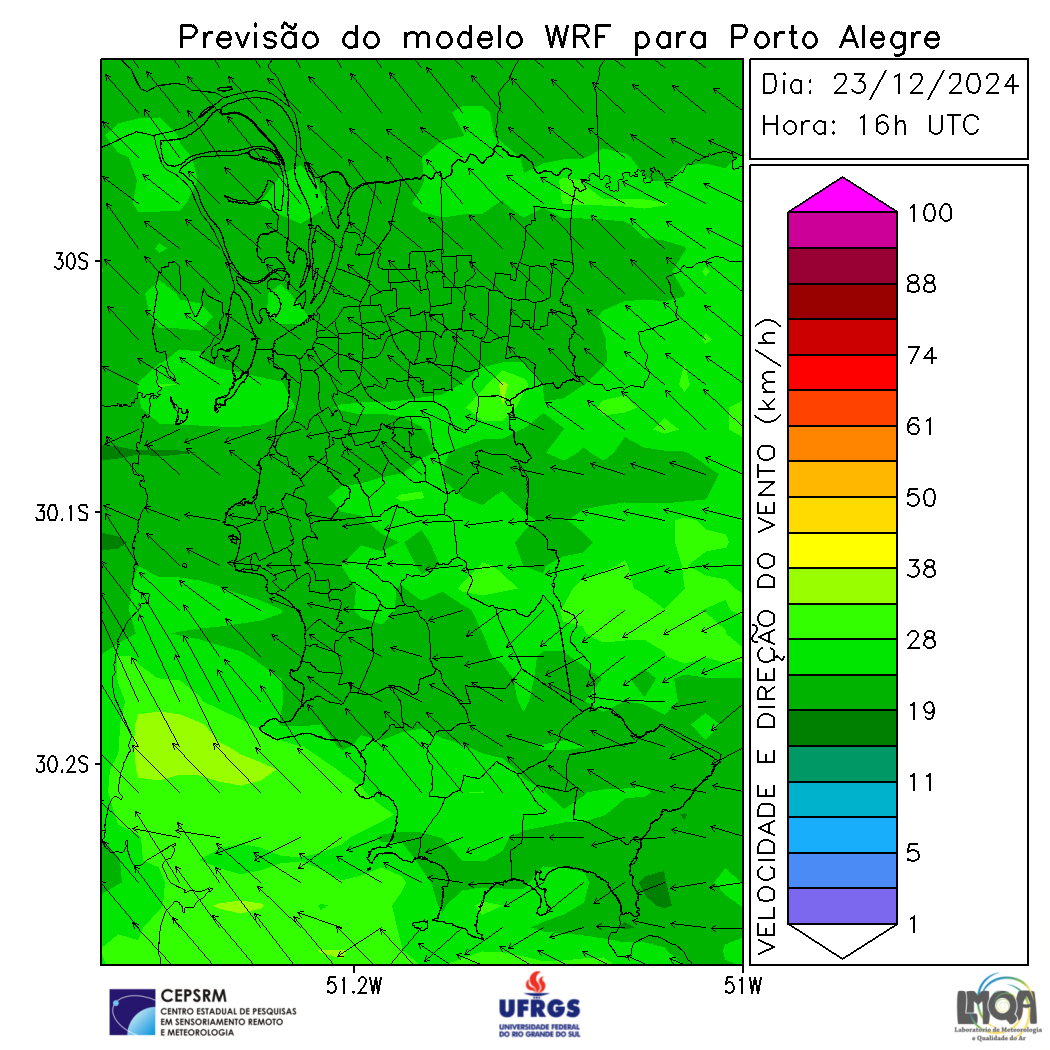 Previsão do modelo WRF para Porto Alegre
Dia: 23/12/2024
Hora: 16h UTC
30S
30.1S
30.2S
51.2W
51W
VELOCIDADE E DIREÇÃO DO VENTO (km/h)
100
88
74
61
50
38
28
19
11
5
1
CEPSRM
CENTRO ESTADUAL DE PESQUISAS
EM SENSORIAMENTO REMOTO
E METEOROLOGIA
UFRGS
UNIVERSIDADE FEDERAL
DO RIO GRANDE DO SUL
LMQA
Laboratório de Meteorologia
e Qualidade do Ar